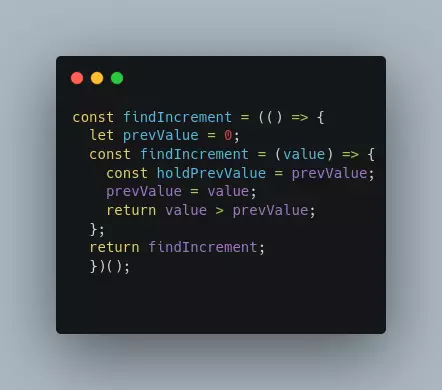 const findIncrement = (() => {
  let prevValue = 0;
  const findIncrement = (value) => {
    const holdPrevValue = prevValue;
    prevValue = value;
    return value > prevValue;
  };
  return findIncrement;
  })();